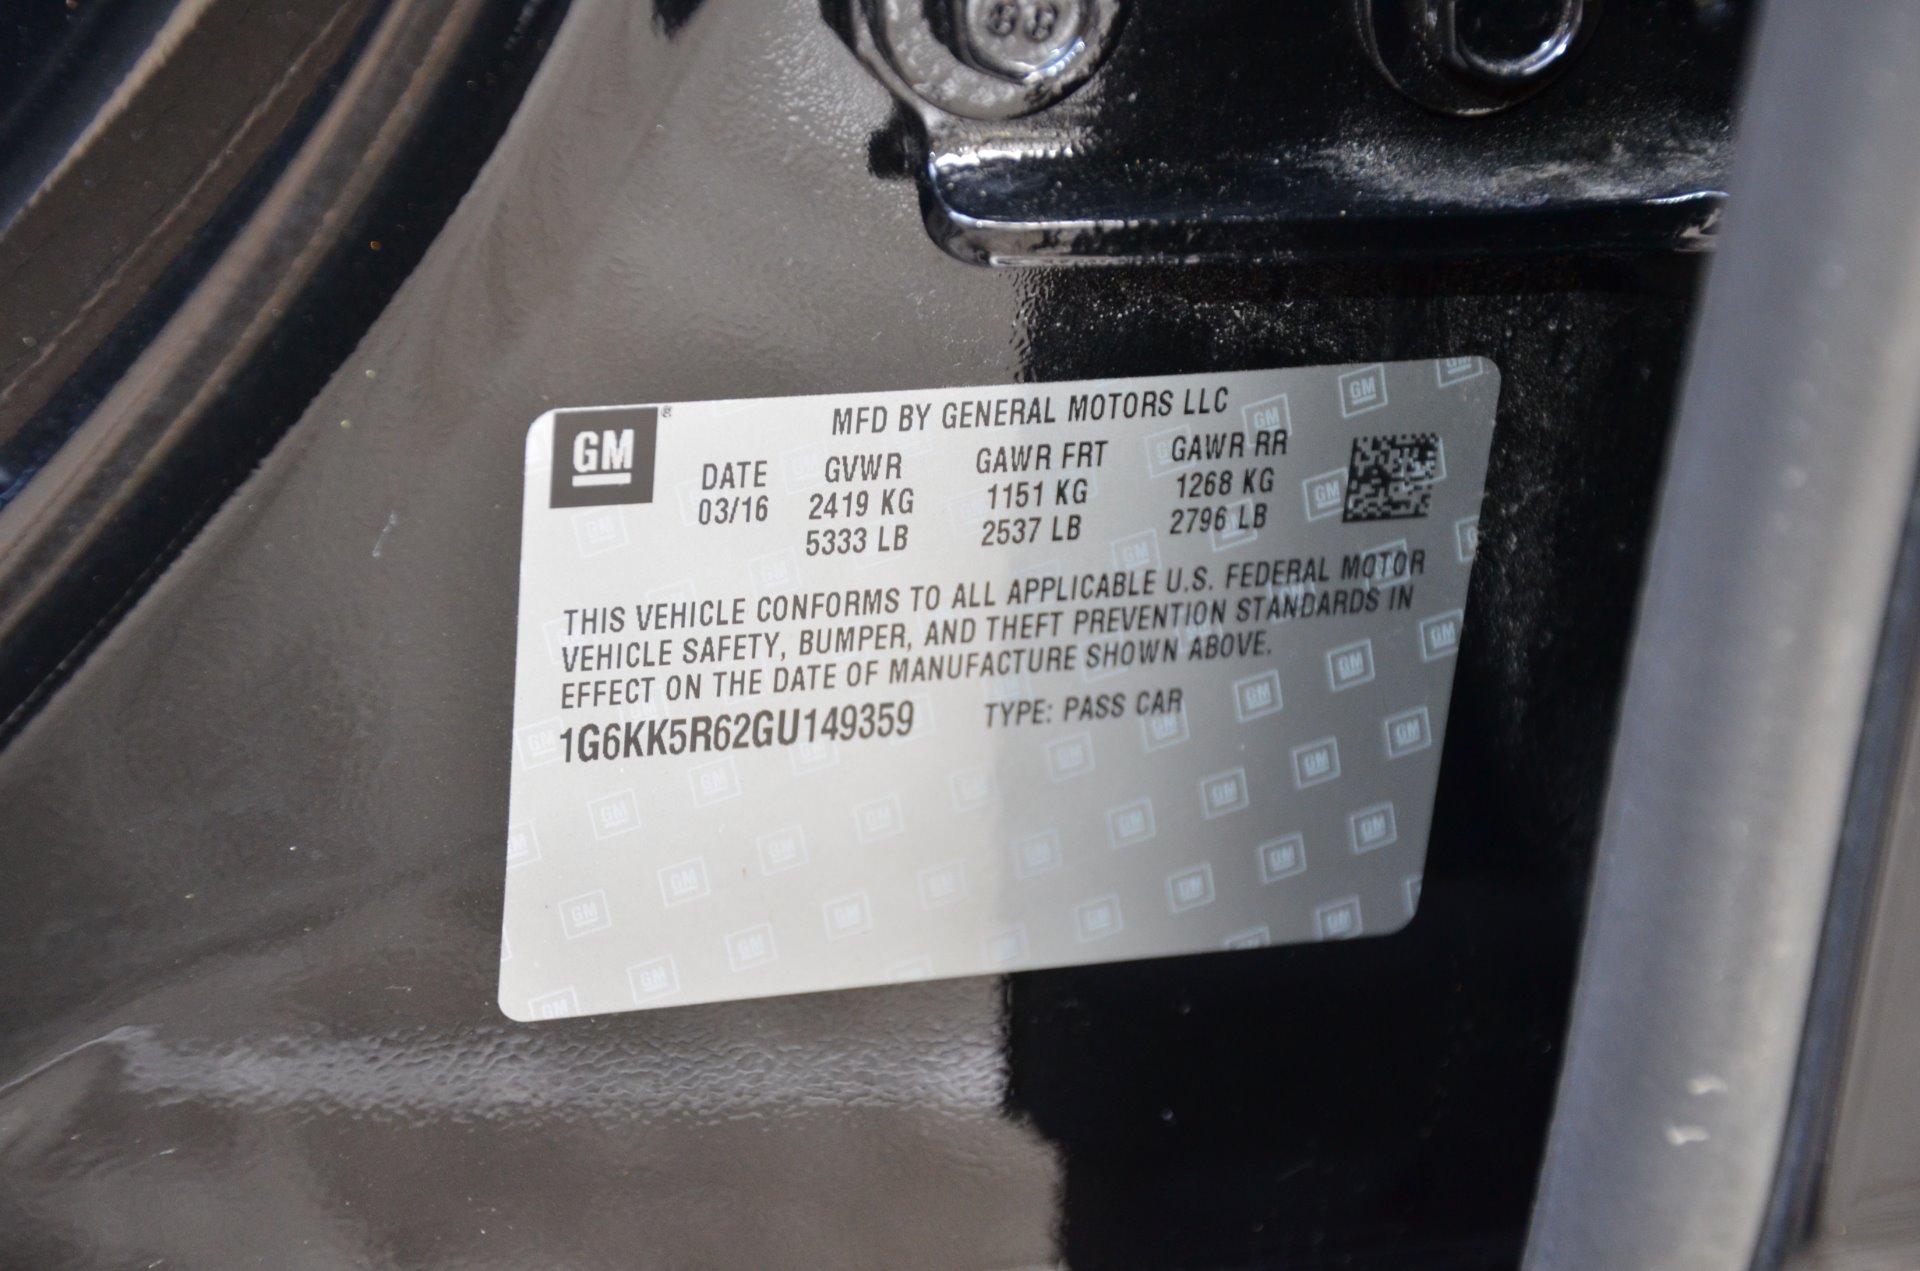 88
GM ®
MFD BY GENERAL MOTORS LLC
DATE GVWR GAWR FRT GAWR RR
03/16 2419 KG 1151 KG 1268 KG
5333 LB 2537 LB 2796 LB
THIS VEHICLE CONFORMS TO ALL APPLICABLE U.S. FEDERAL MOTOR
VEHICLE SAFETY, BUMPER, AND THEFT PREVENTION STANDARDS IN
EFFECT ON THE DATE OF MANUFACTURE SHOWN ABOVE.
1G6KK5R62GU149359 TYPE: PASS CAR